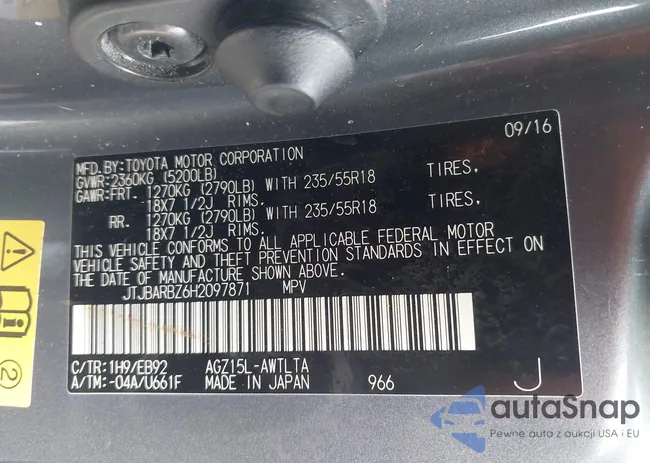 09/16
MFD.BY:TOYOTA MOTOR CORPORATION
GVWR:2360KG (5200LB)
GAWR:FRT. 1270KG (2790LB) WITH 235/55R18 TIRES,
18X7 1/2J RIMS.
RR. 1270KG (2790LB) WITH 235/55R18 TIRES,
18X7 1/2J RIMS.
THIS VEHICLE CONFORMS TO ALL APPLICABLE FEDERAL MOTOR
VEHICLE SAFETY AND THEFT PREVENTION STANDARDS IN EFFECT ON
THE DATE OF MANUFACTURE SHOWN ABOVE.
JTJBARBZ6H2097871 MPV
C/TR:1H9/EB92 AGZ15L-AWTLTA
A/TM:-04A/U661F MADE IN JAPAN 966 J
2
autaSnap
Pewne auto z aukcji USA i EU